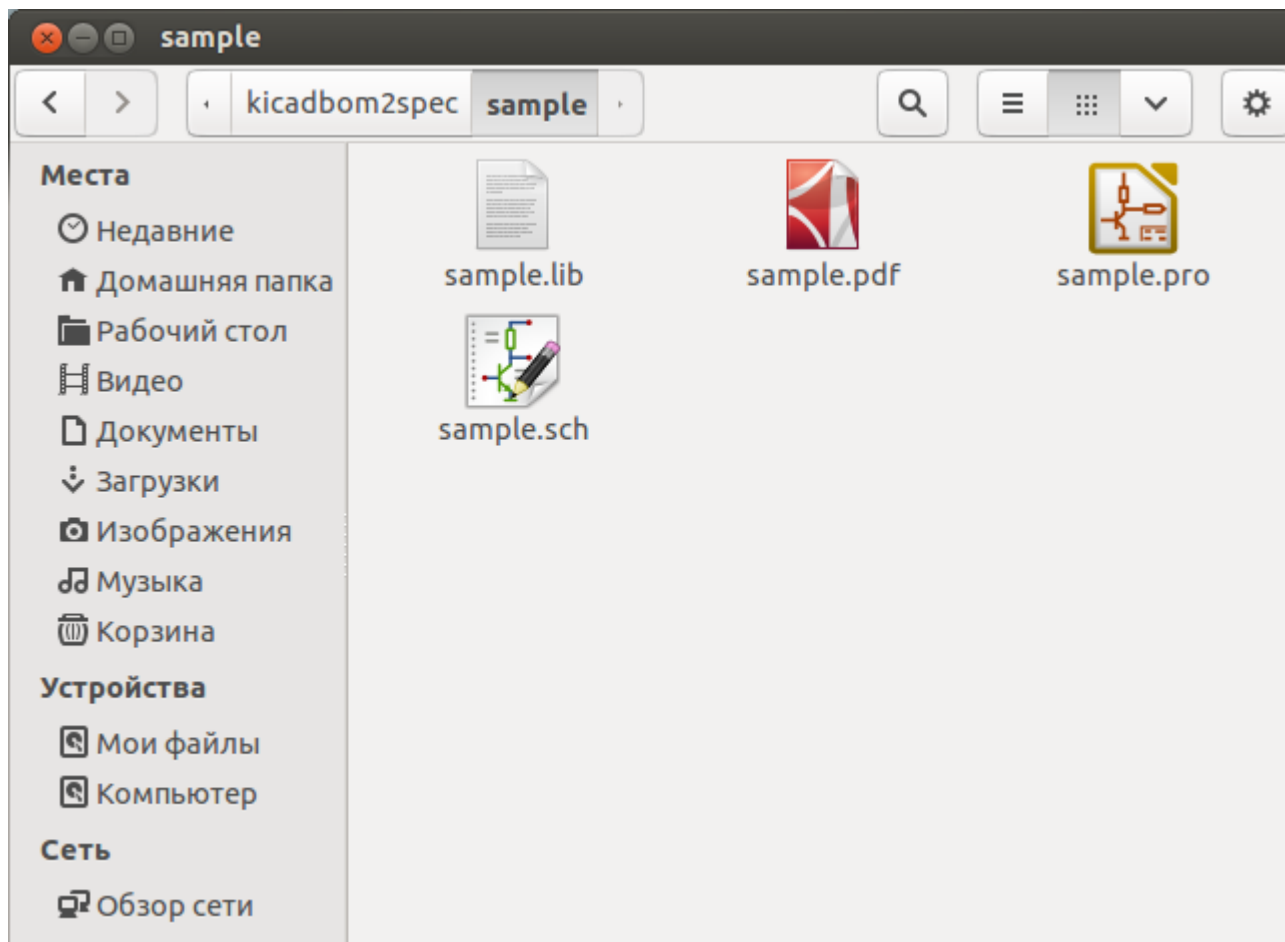 sample
kicadbom2spec sample
Места
Недавние
Домашняя папка
Рабочий стол
Видео
Документы
Загрузки
Изображения
Музыка
Корзина
Устройства
Мои файлы
Компьютер
Сеть
Обзор сети
sample.lib
sample.pdf
sample.pro
sample.sch